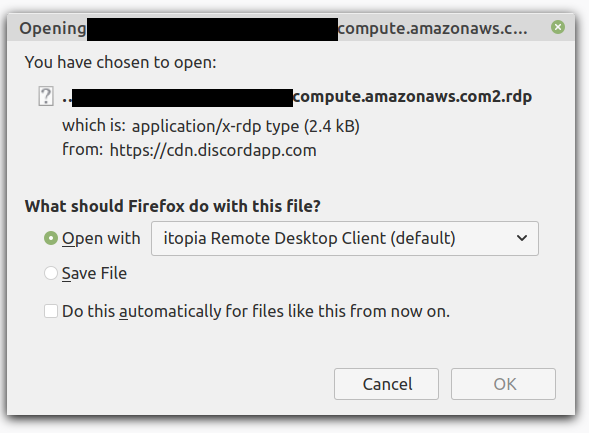 Opening compute.amazonaws.c...
You have chosen to open:
.. compute.amazonaws.com2.rdp
which is: application/x-rdp type (2.4 kB)
from: https://cdn.discordapp.com
What should Firefox do with this file?
Open with itopia Remote Desktop Client (default)
Save File
Do this automatically for files like this from now on.
Cancel OK